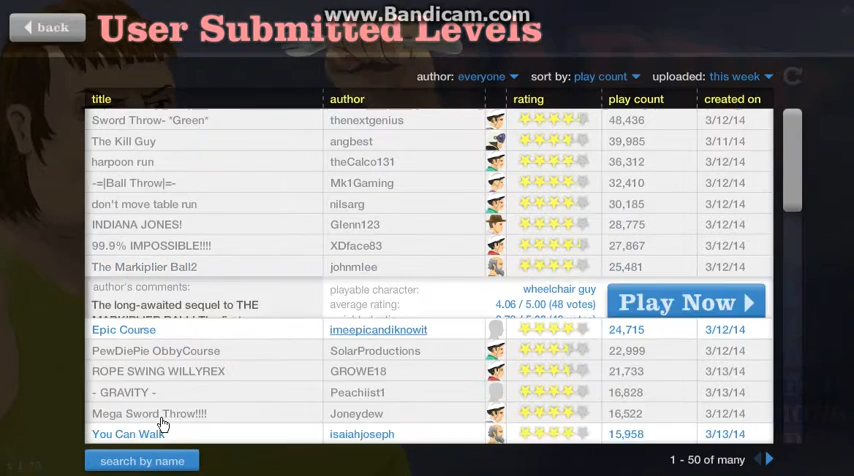 www.Bandicam.com
back
User Submitted Levels
author: everyone sort by: play count uploaded: this week
title author rating play count created on
Sword Throw- *Green* thenextgenius 48,436 3/12/14
The Kill Guy angbest 39,985 3/11/14
harpoon run theCalco131 36,312 3/12/14
-=|Ball Throw|=- Mk1Gaming 32,410 3/12/14
don't move table run nilsarg 30,185 3/12/14
INDIANA JONES! Glenn123 28,775 3/12/14
99.9% IMPOSSIBLE!!!! XDface83 27,867 3/12/14
The Markiplier Ball2 johnmlee 25,481 3/12/14
author's comments: playable character: wheelchair guy
The long-awaited sequel to THE average rating: 4.06 / 5.00 (48 votes) Play Now
Epic Course imeepicandiknowit 24,715 3/12/14
PewDiePie ObbyCourse SolarProductions 22,999 3/12/14
ROPE SWING WILLYREX GROWE18 21,733 3/13/14
- GRAVITY - Peachiist1 16,828 3/13/14
Mega Sword Throw!!!! Joneydew 16,522 3/12/14
You Can Walk isaiahjoseph 15,958 3/13/14
search by name 1 - 50 of many